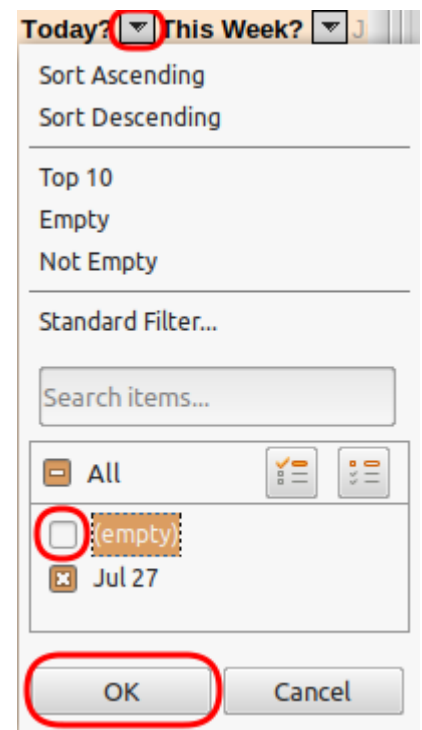 Today? This Week? J
Sort Ascending
Sort Descending
Top 10
Empty
Not Empty
Standard Filter...
Search items...
All
(empty)
Jul 27
OK Cancel